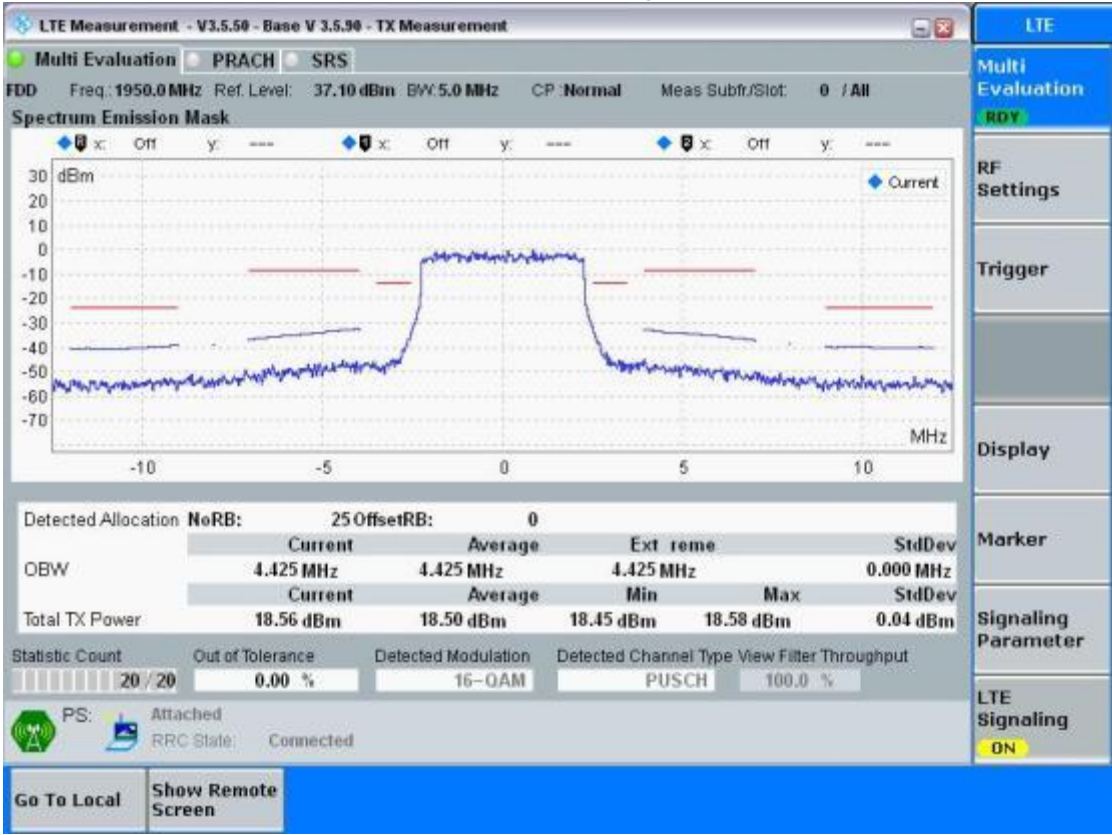 LTE Measurement - V3.5.50 - Base V 3.5.90 - TX Measurement
LTE
Multi Evaluation PRACH SRS
Multi Evaluation
RDY
FDD Freq.: 1950.0 MHz Ref. Level: 37.10 dBm BW: 5.0 MHz CP :Normal Meas Subfr./Slot: 0 / All
Spectrum Emission Mask
x: Off y: --- x: Off y: --- x: Off y: ---
30 dBm
Current
20
10
0
-10
-20
-30
-40
-50
-60
-70
MHz
-10 -5 0 5 10
RF Settings
Trigger
Display
Marker
Signaling Parameter
LTE Signaling
ON
Detected Allocation NoRB: 25 OffsetRB: 0
Current Average Ext reme StdDev
OBW 4.425 MHz 4.425 MHz 4.425 MHz 0.000 MHz
Current Average Min Max StdDev
Total TX Power 18.56 dBm 18.50 dBm 18.45 dBm 18.58 dBm 0.04 dBm
Statistic Count Out of Tolerance Detected Modulation Detected Channel Type View Filter Throughput
20 / 20 0.00 % 16-QAM PUSCH 100.0 %
PS: Attached
RRC State: Connected
Go To Local
Show Remote Screen